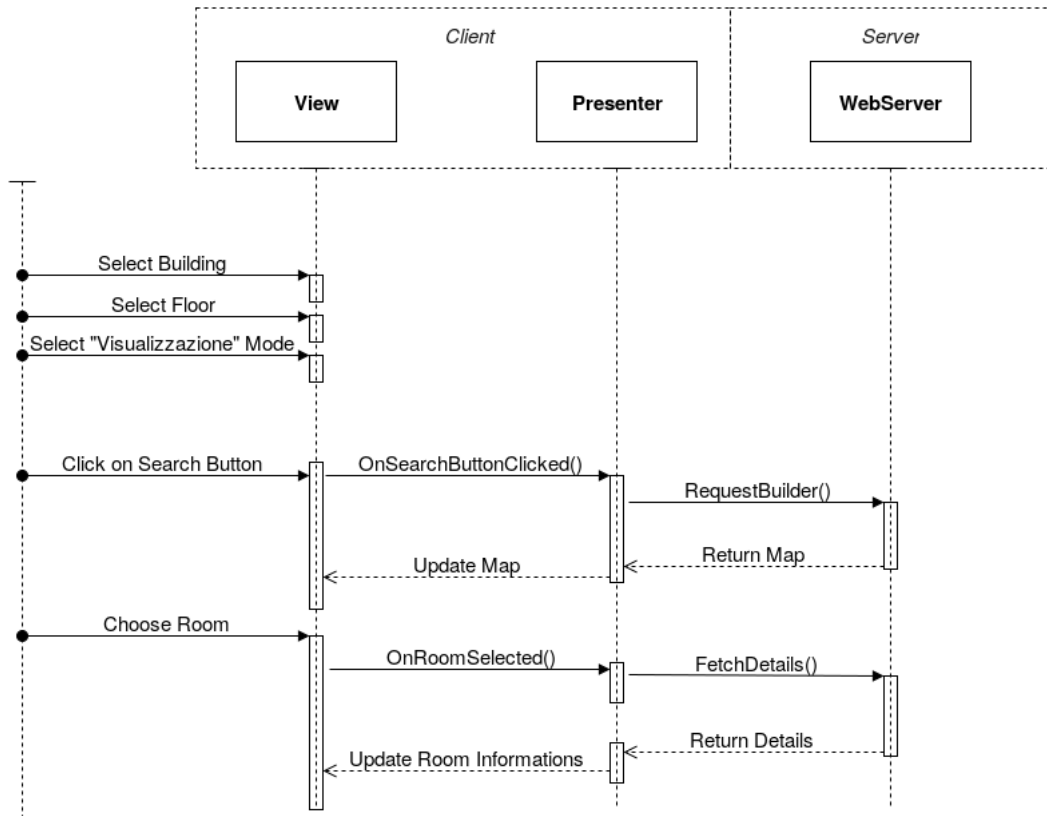 Client
Server
View
Presenter
WebServer
Select Building
Select Floor
Select "Visualizzazione" Mode
Click on Search Button
OnSearchButtonClicked()
RequestBuilder()
Return Map
Update Map
Choose Room
OnRoomSelected()
FetchDetails()
Return Details
Update Room Informations